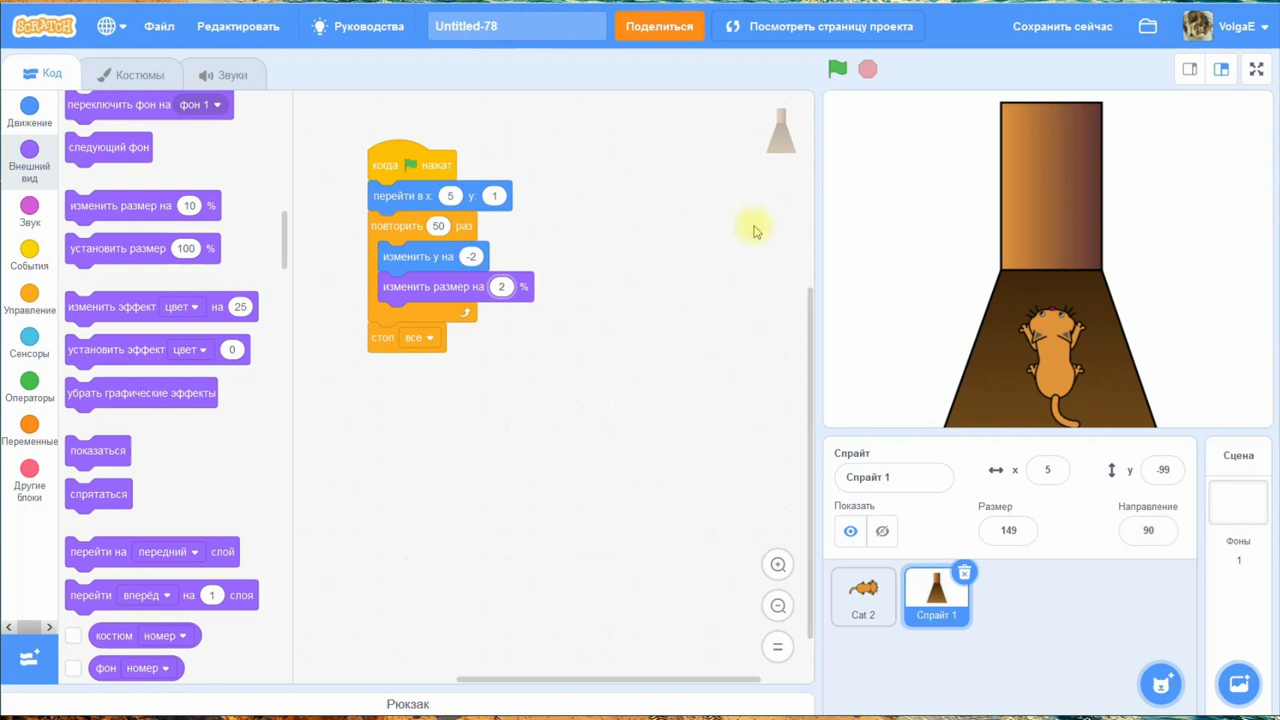 SCRATCH
Файл
Редактировать
Руководства
Untitled-78
Поделиться
Посмотреть страницу проекта
Сохранить сейчас
VolgaE
Код
Костюмы
Звуки
Движение
Внешний
вид
Звук
События
Управление
Сенсоры
Операторы
Переменные
Другие
блоки
переключить фон на фон 1
следующий фон
изменить размер на 10 %
установить размер 100 %
изменить эффект цвет на 25
установить эффект цвет 0
убрать графические эффекты
показаться
спрятаться
перейти на передний слой
перейти вперёд на 1 слоя
костюм номер
фон номер
когда нажат
перейти в x: 5 y: 1
повторить 50 раз
изменить y на -2
изменить размер на 2 %
стоп все
Рюкзак
Спрайт
Спрайт 1
x 5
y -99
Показать
Размер
149
Направление
90
Cat 2
Спрайт 1
Сцена
Фоны
1